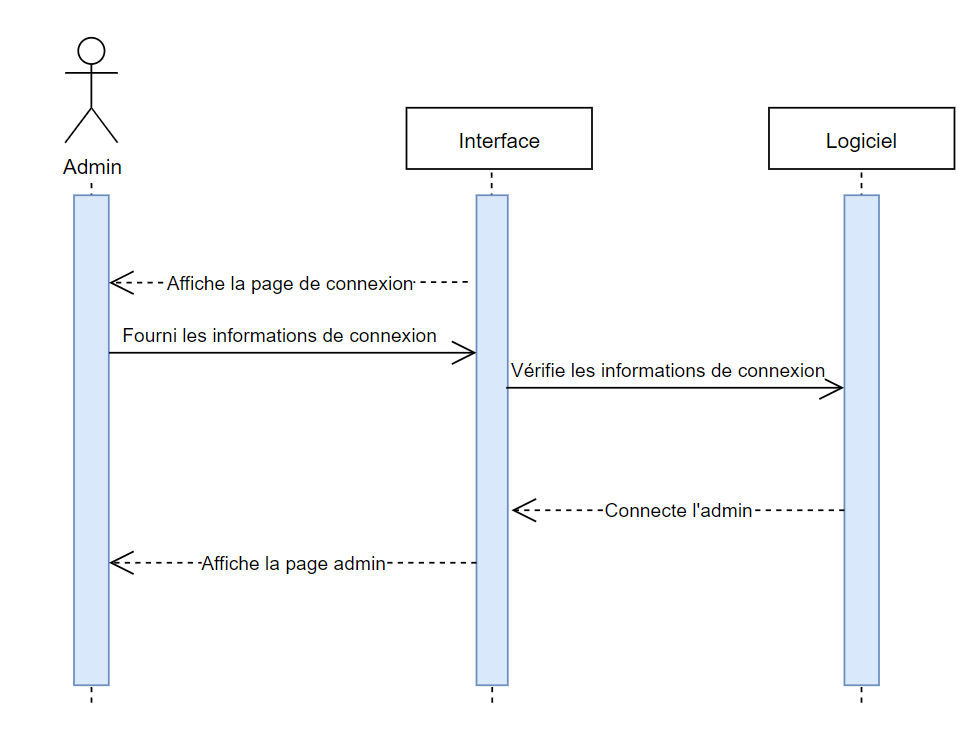 Admin
Interface
Logiciel
Affiche la page de connexion
Fourni les informations de connexion
Vérifie les informations de connexion
Connecte l'admin
Affiche la page admin